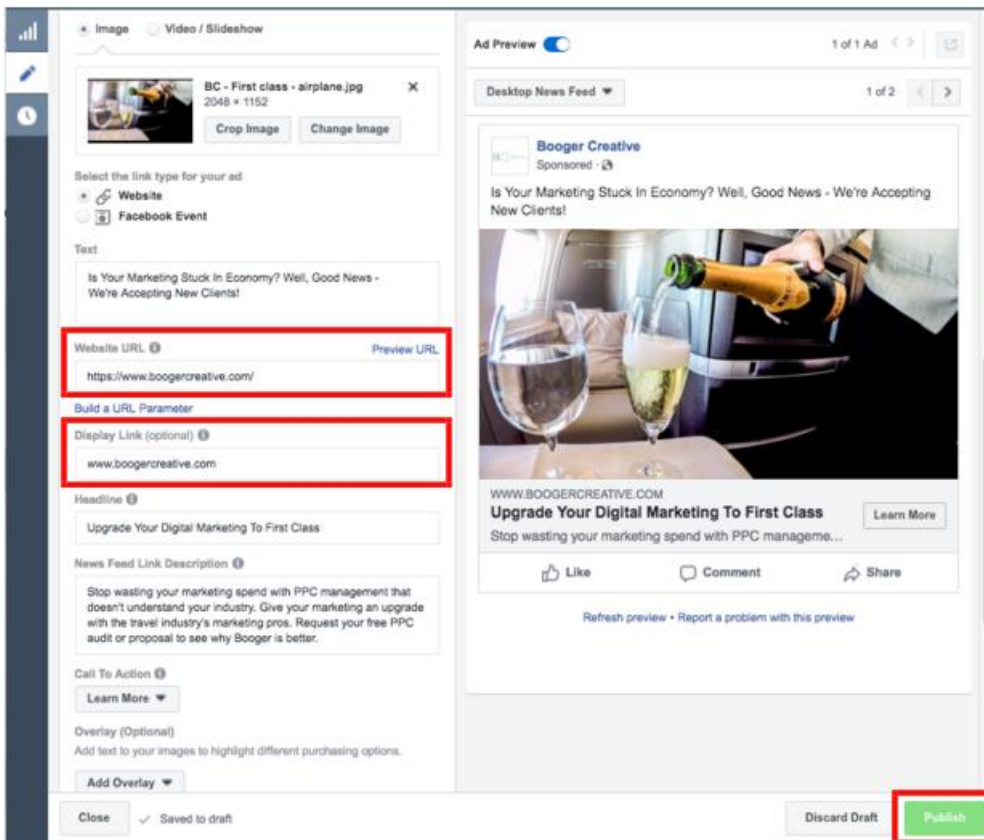 Image
Video / Slideshow
BC - First class - airplane.jpg
2048 × 1152
Crop Image
Change Image
Select the link type for your ad
Website
Facebook Event
Text
Is Your Marketing Stuck In Economy? Well, Good News -
We're Accepting New Clients!
Website URL
Preview URL
https://www.boogercreative.com/
Build a URL Parameter
Display Link (optional)
www.boogercreative.com
Headline
Upgrade Your Digital Marketing To First Class
News Feed Link Description
Stop wasting your marketing spend with PPC management that
doesn't understand your industry. Give your marketing an upgrade
with the travel industry's marketing pros. Request your free PPC
audit or proposal to see why Booger is better.
Call To Action
Learn More
Overlay (Optional)
Add text to your images to highlight different purchasing options.
Add Overlay
Close
Saved to draft
Discard Draft
Publish
Ad Preview
1 of 1 Ad
Desktop News Feed
1 of 2
Booger Creative
Sponsored ·
Is Your Marketing Stuck In Economy? Well, Good News - We're Accepting
New Clients!
WWW.BOOGERCREATIVE.COM
Upgrade Your Digital Marketing To First Class
Learn More
Stop wasting your marketing spend with PPC manageme...
Like
Comment
Share
Refresh preview • Report a problem with this preview